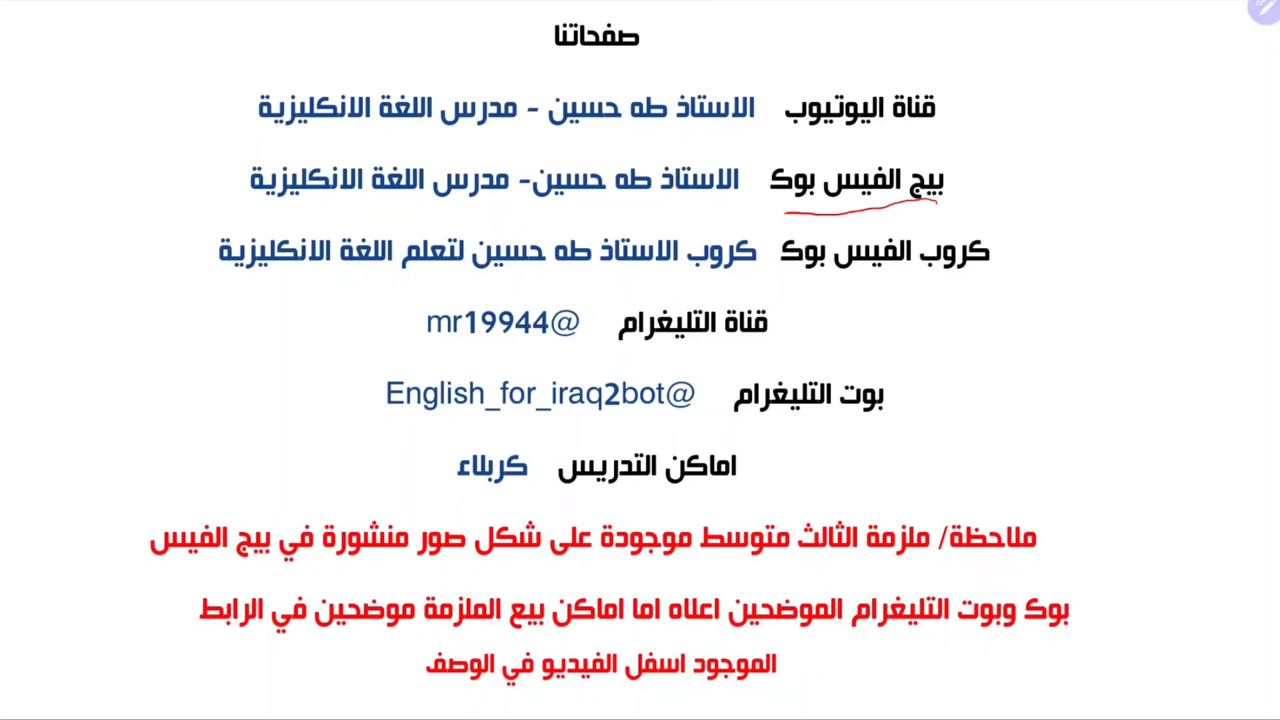 صفحاتنا
قناة اليوتيوب الاستاذ طه حسين - مدرس اللغة الانكليزية
بيج الفيس بوك الاستاذ طه حسين- مدرس اللغة الانكليزية
كروب الفيس بوك كروب الاستاذ طه حسين لتعلم اللغة الانكليزية
قناة التليغرام @mr19944
بوت التليغرام @English_for_iraq2bot
اماكن التدريس كربلاء
ملاحظة/ ملزمة الثالث متوسط موجودة على شكل صور منشورة في بيج الفيس
بوك وبوت التليغرام الموضحين اعلاه اما اماكن بيع الملزمة موضحين في الرابط
الموجود اسفل الفيديو في الوصف